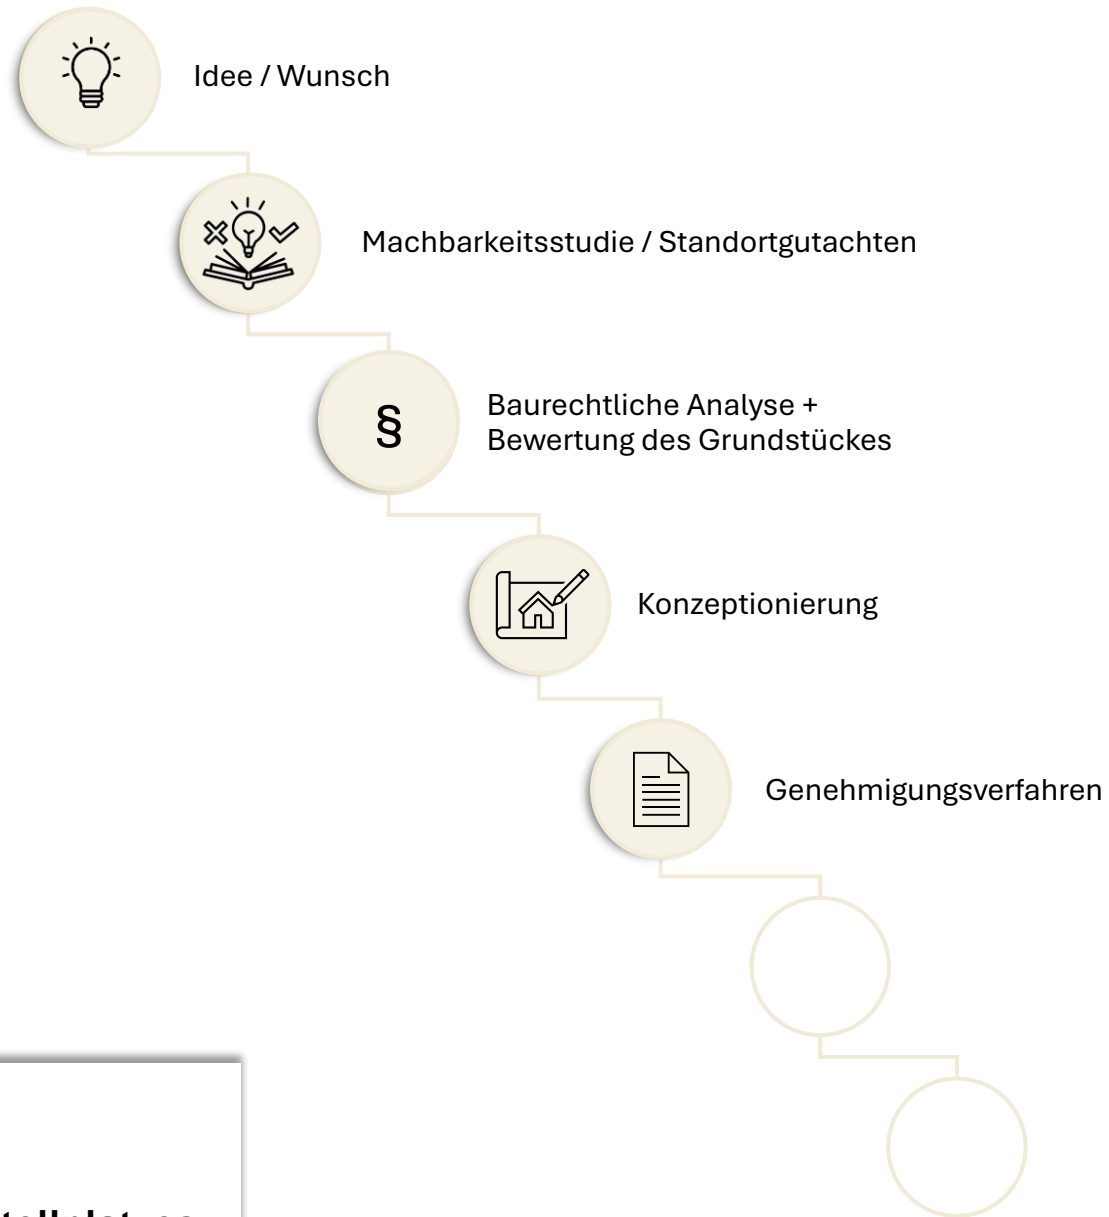 Idee / Wunsch
Machbarkeitsstudie / Standortgutachten
§
Baurechtliche Analyse +
Bewertung des Grundstückes
Konzeptionierung
Genehmigungsverfahren